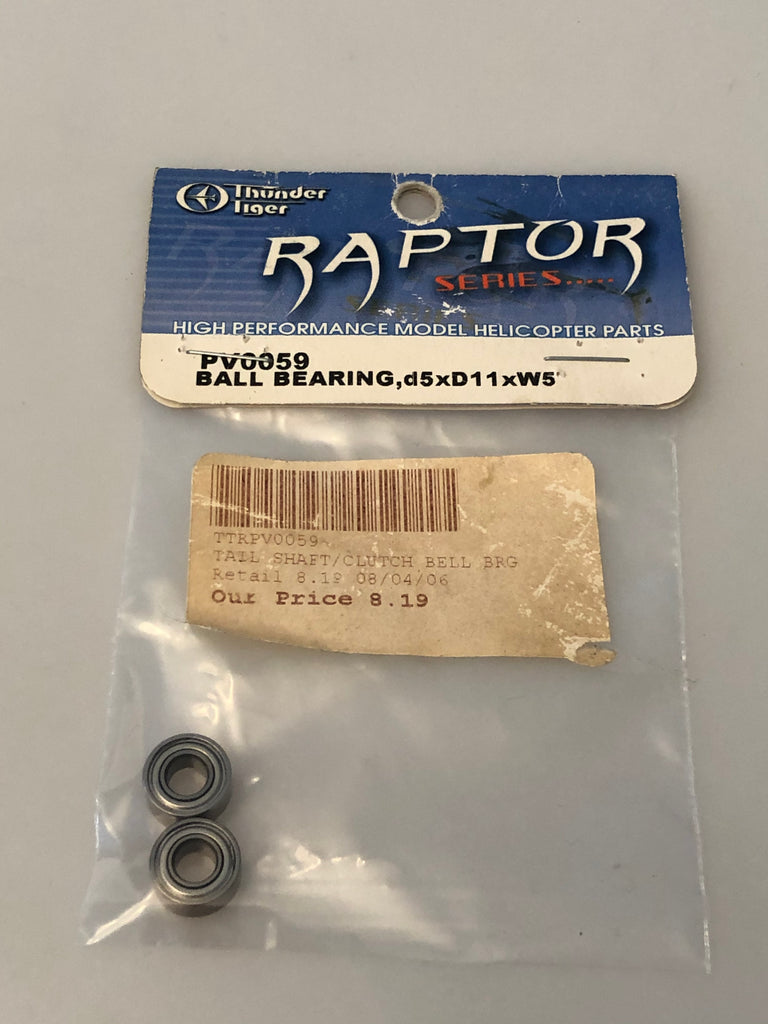 Thunder
Tiger
RAPTOR
SERIES.....
HIGH PERFORMANCE MODEL HELICOPTER PARTS
PV0059
BALL BEARING,d5xD11xW5
TTRPV0059
TAIL SHAFT/CLUTCH BELL BRG
Retail 8.19 08/04/06
Our Price 8.19